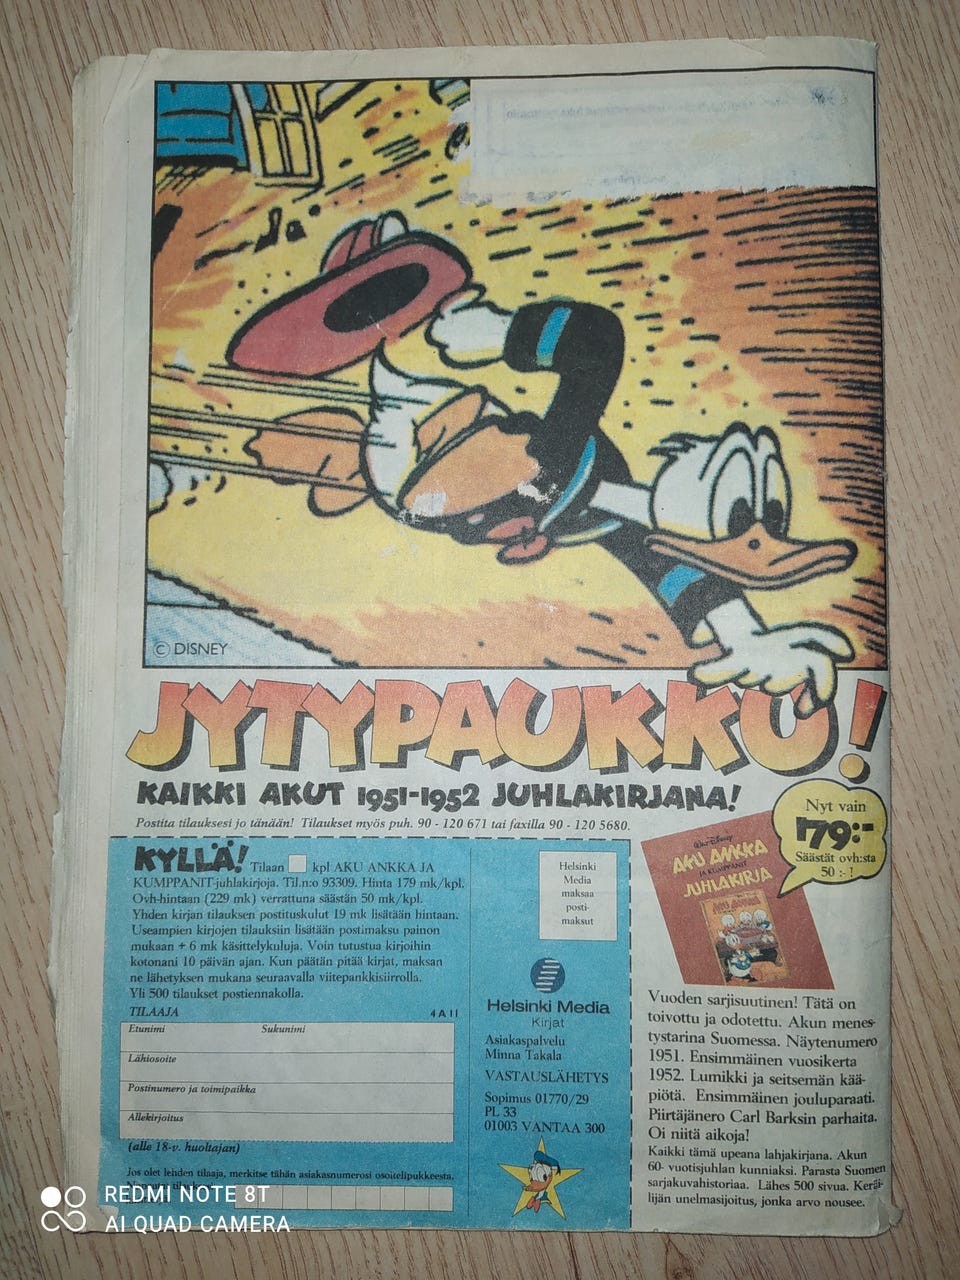 © DISNEY
JYTYPAUKKU!
KAIKKI AKUT 1951-1952 JUHLAKIRJANA!
Postita tilauksesi jo tänään! Tilaukset myös puh. 90 - 120 671 tai faxilla 90 - 120 5680.
KYLLÄ! Tilaan kpl AKU ANKKA JA
KUMPPANIT-juhlakirjoja. Til.n:o 93309. Hinta 179 mk/kpl.
Ovh-hintaan (229 mk) verrattuna säästän 50 mk/kpl.
Yhden kirjan tilauksen postituskulut 19 mk lisätään hintaan.
Useampien kirjojen tilauksiin lisätään postimaksu painon
mukaan + 6 mk käsittelykuluja. Voin tutustua kirjoihin
kotonani 10 päivän ajan. Kun päätän pitää kirjat, maksan
ne lähetyksen mukana seuraavalla viitepankkisiirrolla.
Yli 500 tilaukset postiennakolla.
TILAAJA 4A11
Etunimi Sukunimi
Lähiosoite
Postinumero ja toimipaikka
Allekirjoitus
(alle 18-v. huoltajan)
Jos olet lehden tilaaja, merkitse tähän asiakasnumerosi osoitelipukkeesta.
Helsinki
Media
maksaa
posti-
maksut
Helsinki Media
Kirjat
Asiakaspalvelu
Minna Takala
VASTAUSLÄHETYS
Sopimus 01770/29
PL 33
01003 VANTAA 300
Nyt vain
179:-
Säästät ovh:sta
50 :- !
Walt Disney
AKU ANKKA
JA KUMPPANIT
JUHLAKIRJA
AKU ANKKA
Vuoden sarjisuutinen! Tätä on
toivottu ja odotettu. Akun menes-
tystarina Suomessa. Näytenumero
1951. Ensimmäinen vuosikerta
1952. Lumikki ja seitsemän kää-
piötä. Ensimmäinen jouluparaati.
Piirtäjänero Carl Barksin parhaita.
Oi niitä aikoja!
Kaikki tämä upeana lahjakirjana. Akun
60- vuotisjuhlan kunniaksi. Parasta Suomen
sarjakuvahistoriaa. Lähes 500 sivua. Keräi-
lijän unelmasijoitus, jonka arvo nousee.
REDMI NOTE 8T
AI QUAD CAMERA